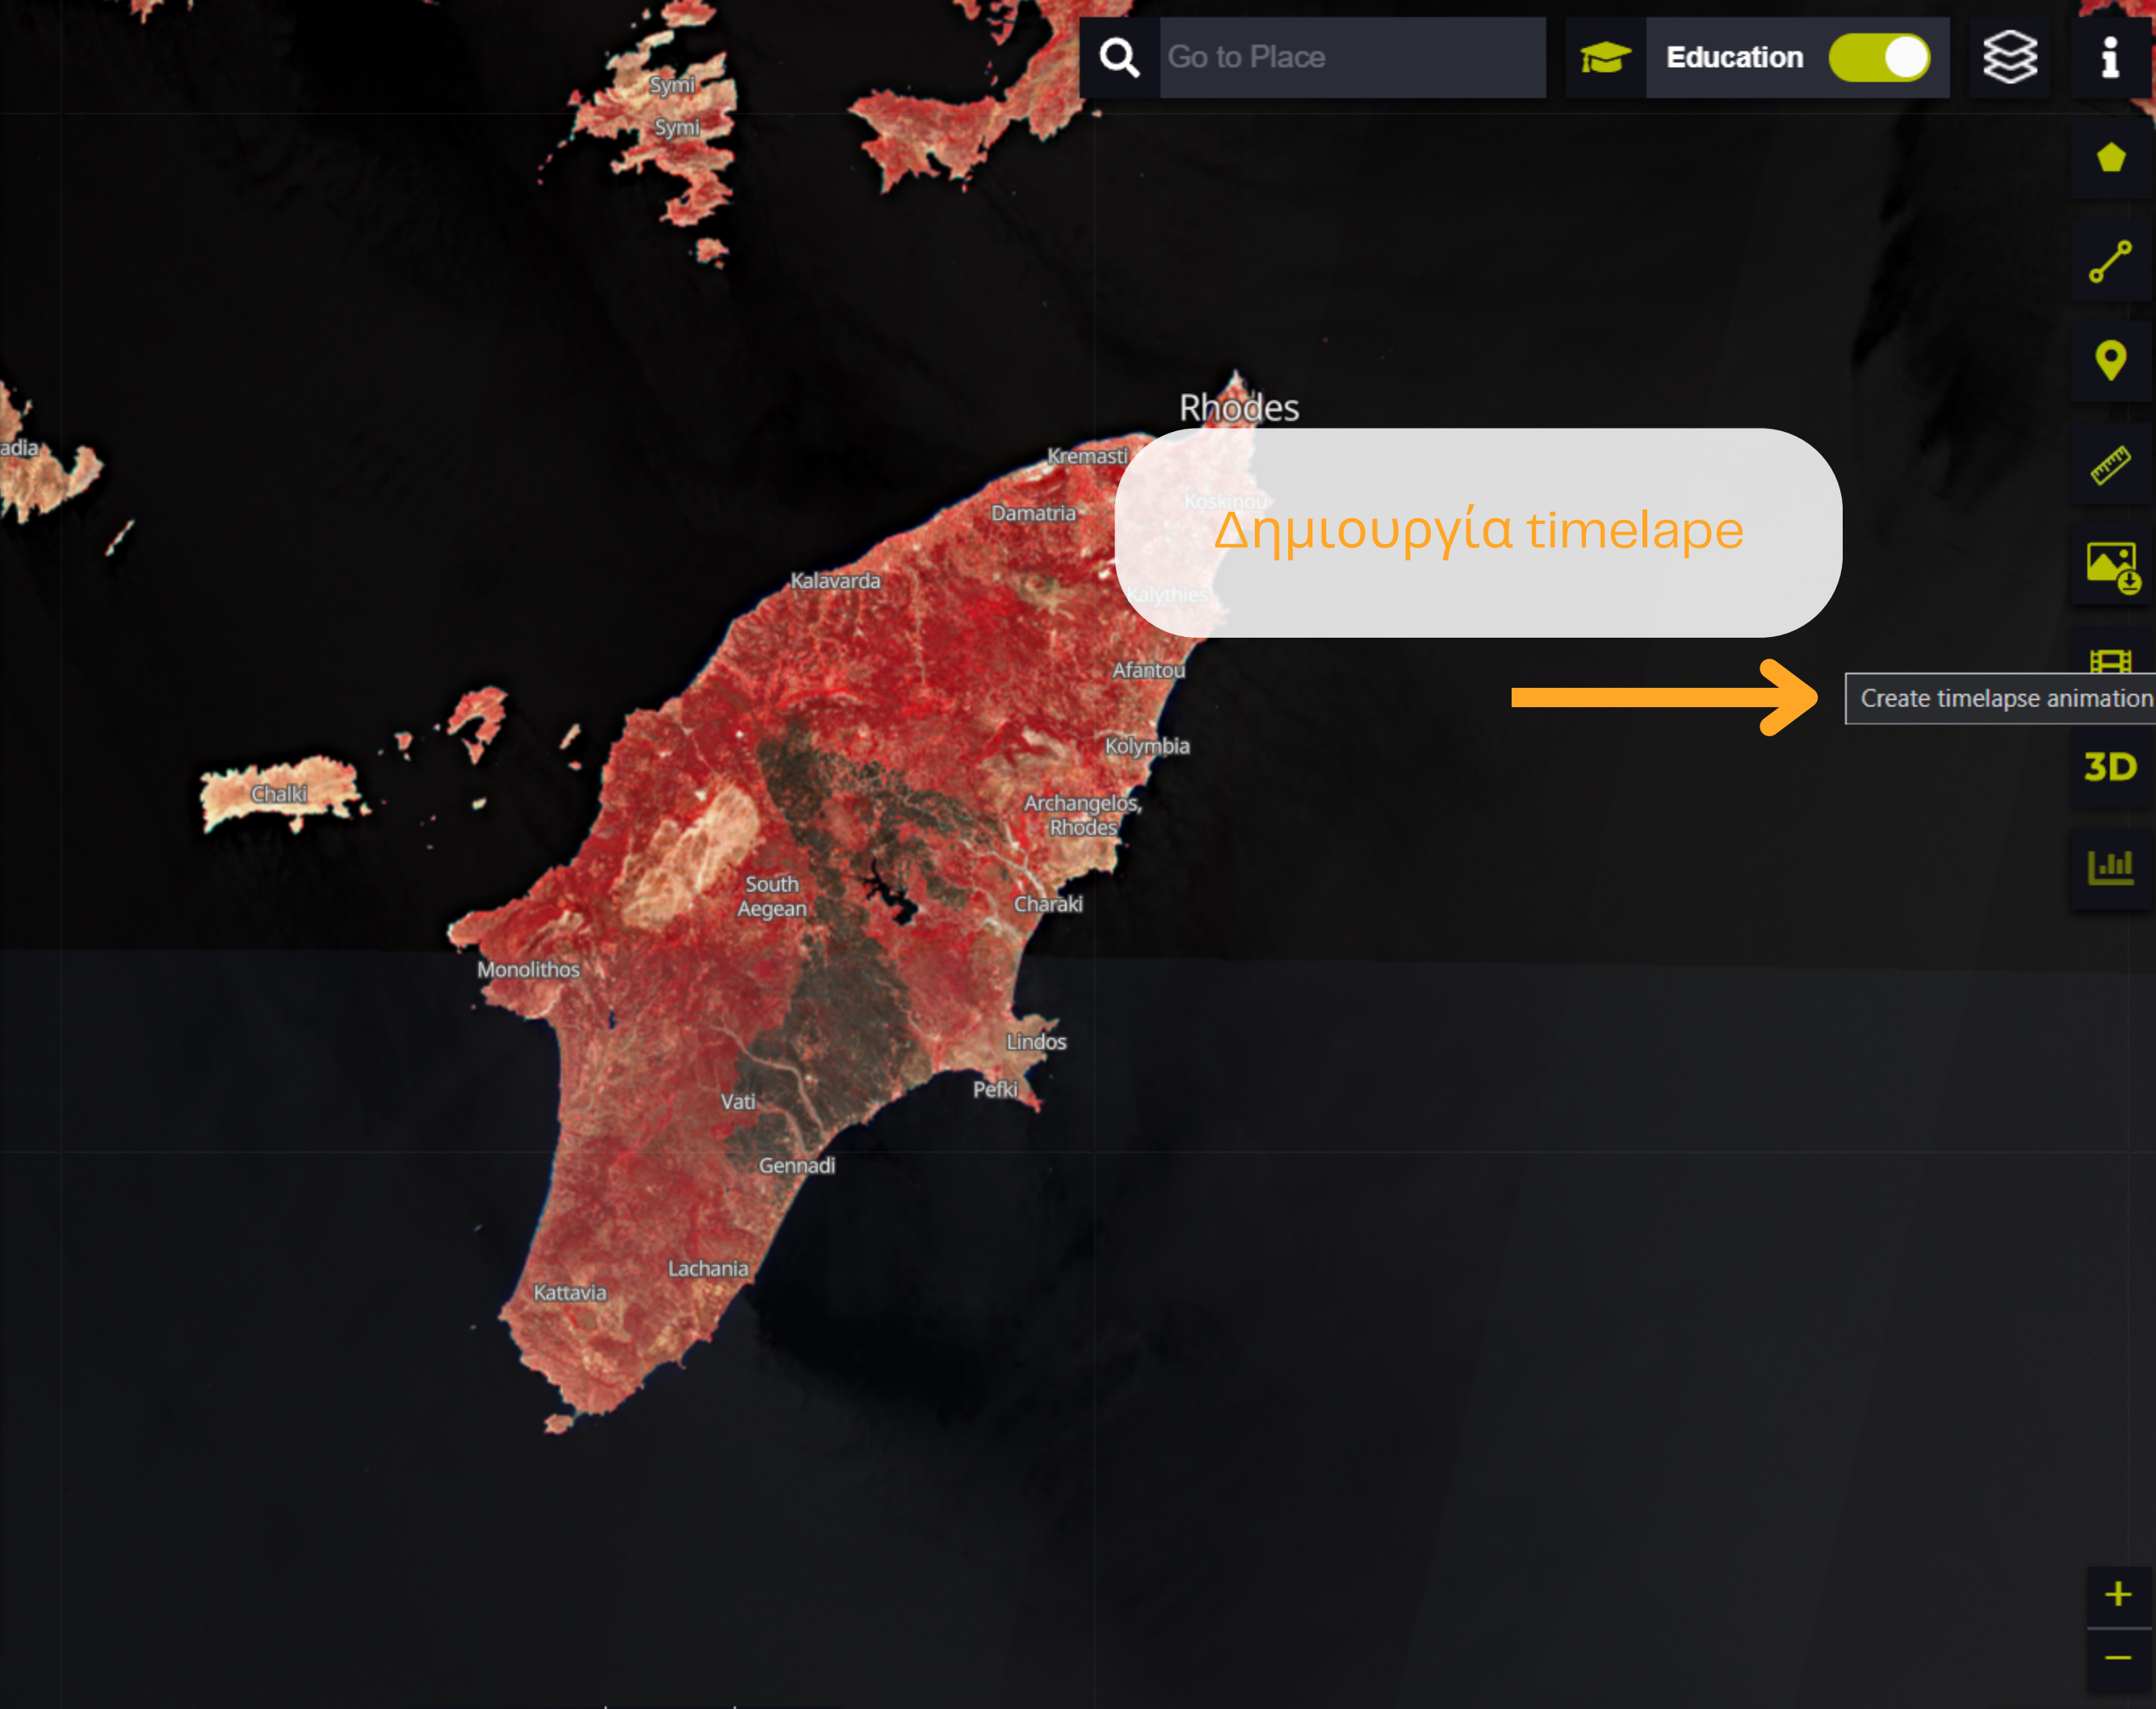 Go to Place
Education
Symi
Symi
Rhodes
adia
Kremasti
Koskinou
Damatria
Δημιουργία timelape
Kalavarda
Kalythies
Afantou
Create timelapse animation
Kolymbia
3D
Chalki
Archangelos,
Rhodes
South
Aegean
Charaki
Monolithos
Lindos
Pefki
Vati
Gennadi
Lachania
Kattavia